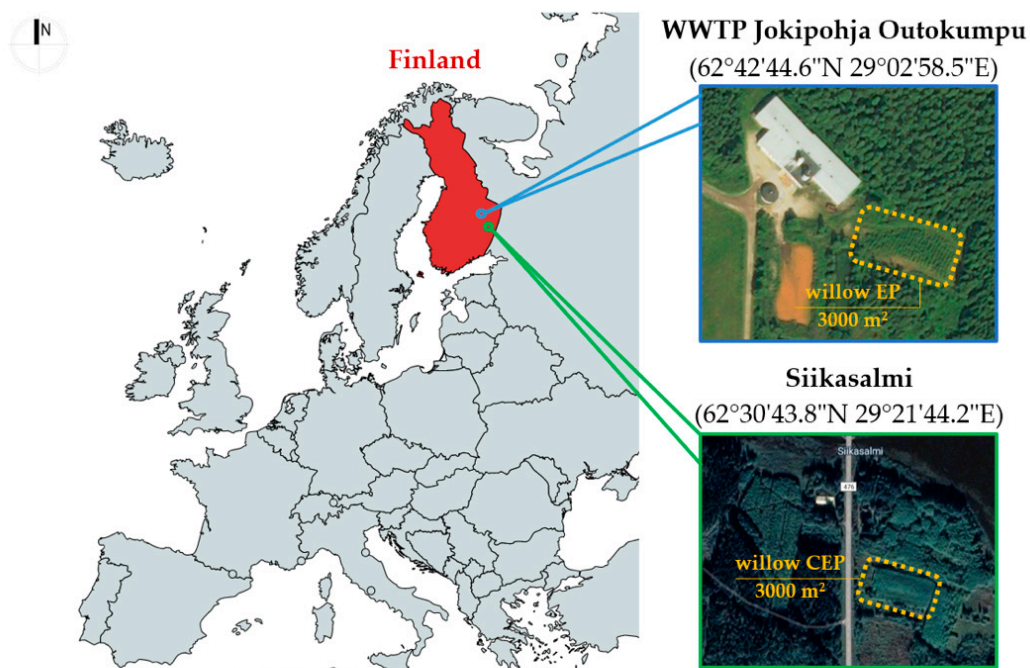 N
Finland
WWTP Jokipohja Outokumpu
(62°42'44.6"N 29°02'58.5"E)
willow EP
3000 m²
Siikasalmi
(62°30'43.8"N 29°21'44.2"E)
Siikasalmi
476
willow CEP
3000 m²